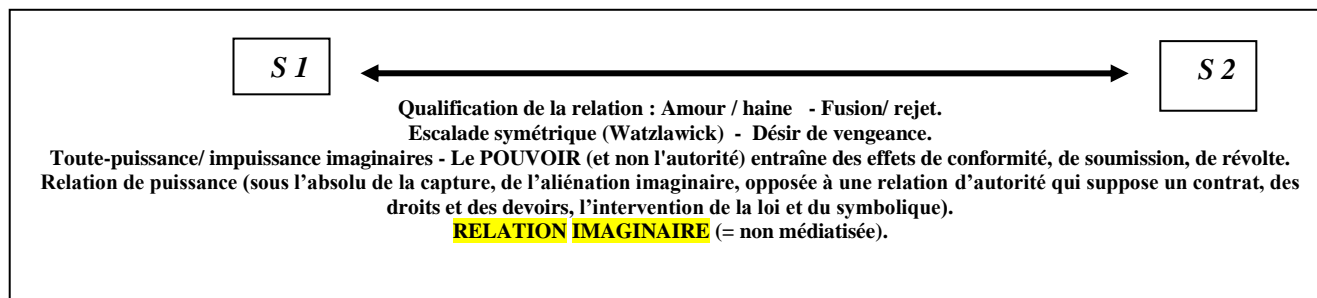 S 1
S 2
Qualification de la relation : Amour / haine - Fusion/ rejet.
Escalade symétrique (Watzlawick) - Désir de vengeance.
Toute-puissance/ impuissance imaginaires - Le POUVOIR (et non l'autorité) entraîne des effets de conformité, de soumission, de révolte.
Relation de puissance (sous l’absolu de la capture, de l’aliénation imaginaire, opposée à une relation d’autorité qui suppose un contrat, des
droits et des devoirs, l’intervention de la loi et du symbolique).
RELATION IMAGINAIRE (= non médiatisée).